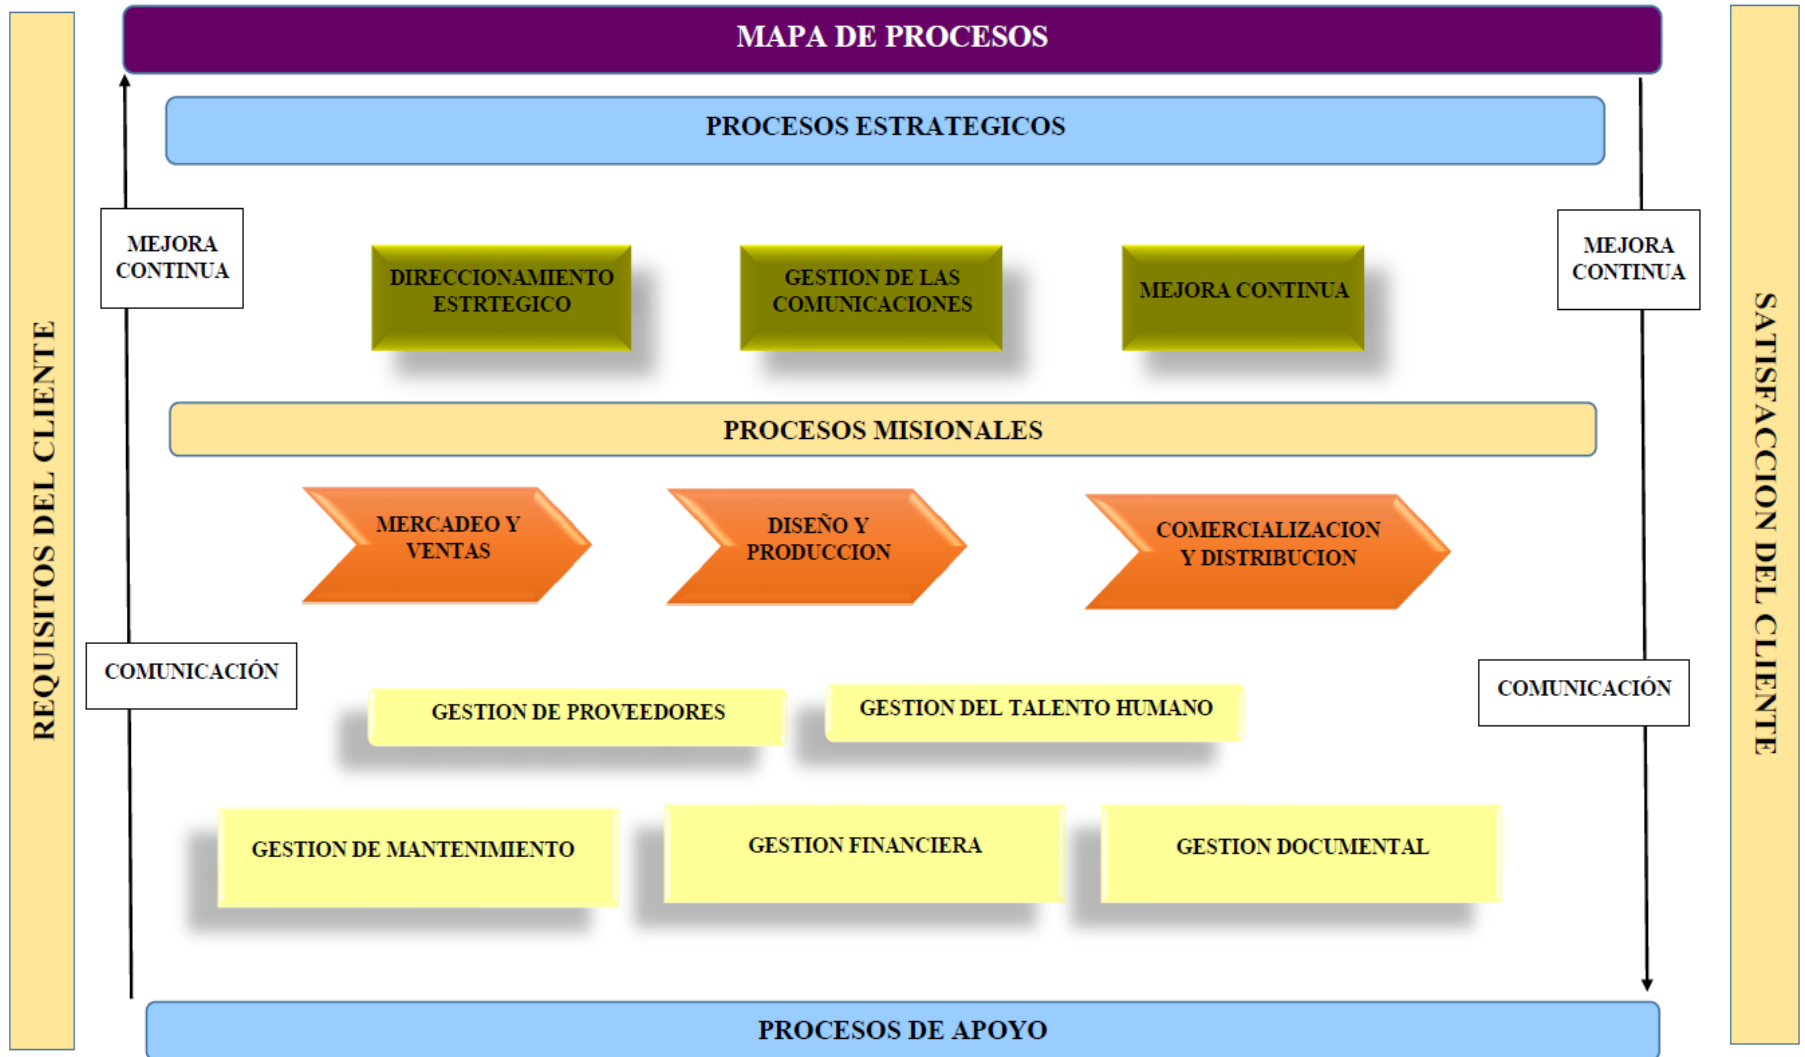 MAPA DE PROCESOS
PROCESOS ESTRATEGICOS
MEJORA
CONTINUA
DIRECCIONAMIENTO
ESTRTEGICO
GESTION DE LAS
COMUNICACIONES
MEJORA CONTINUA
MEJORA
CONTINUA
REQUISITOS DEL CLIENTE
SATISFACCION DEL CLIENTE
PROCESOS MISIONALES
MERCADEO Y
VENTAS
DISEÑO Y
PRODUCCION
COMERCIALIZACION
Y DISTRIBUCION
COMUNICACIÓN
COMUNICACIÓN
GESTION DE PROVEEDORES
GESTION DEL TALENTO HUMANO
GESTION DE MANTENIMIENTO
GESTION FINANCIERA
GESTION DOCUMENTAL
PROCESOS DE APOYO